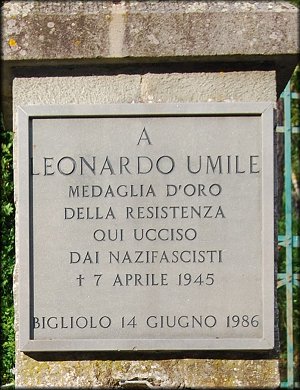 A
LEONARDO UMILE
MEDAGLIA D'ORO
DELLA RESISTENZA
QUI UCCISO
DAI NAZIFASCISTI
† 7 APRILE 1945
BIGLIOLO 14 GIUGNO 1986